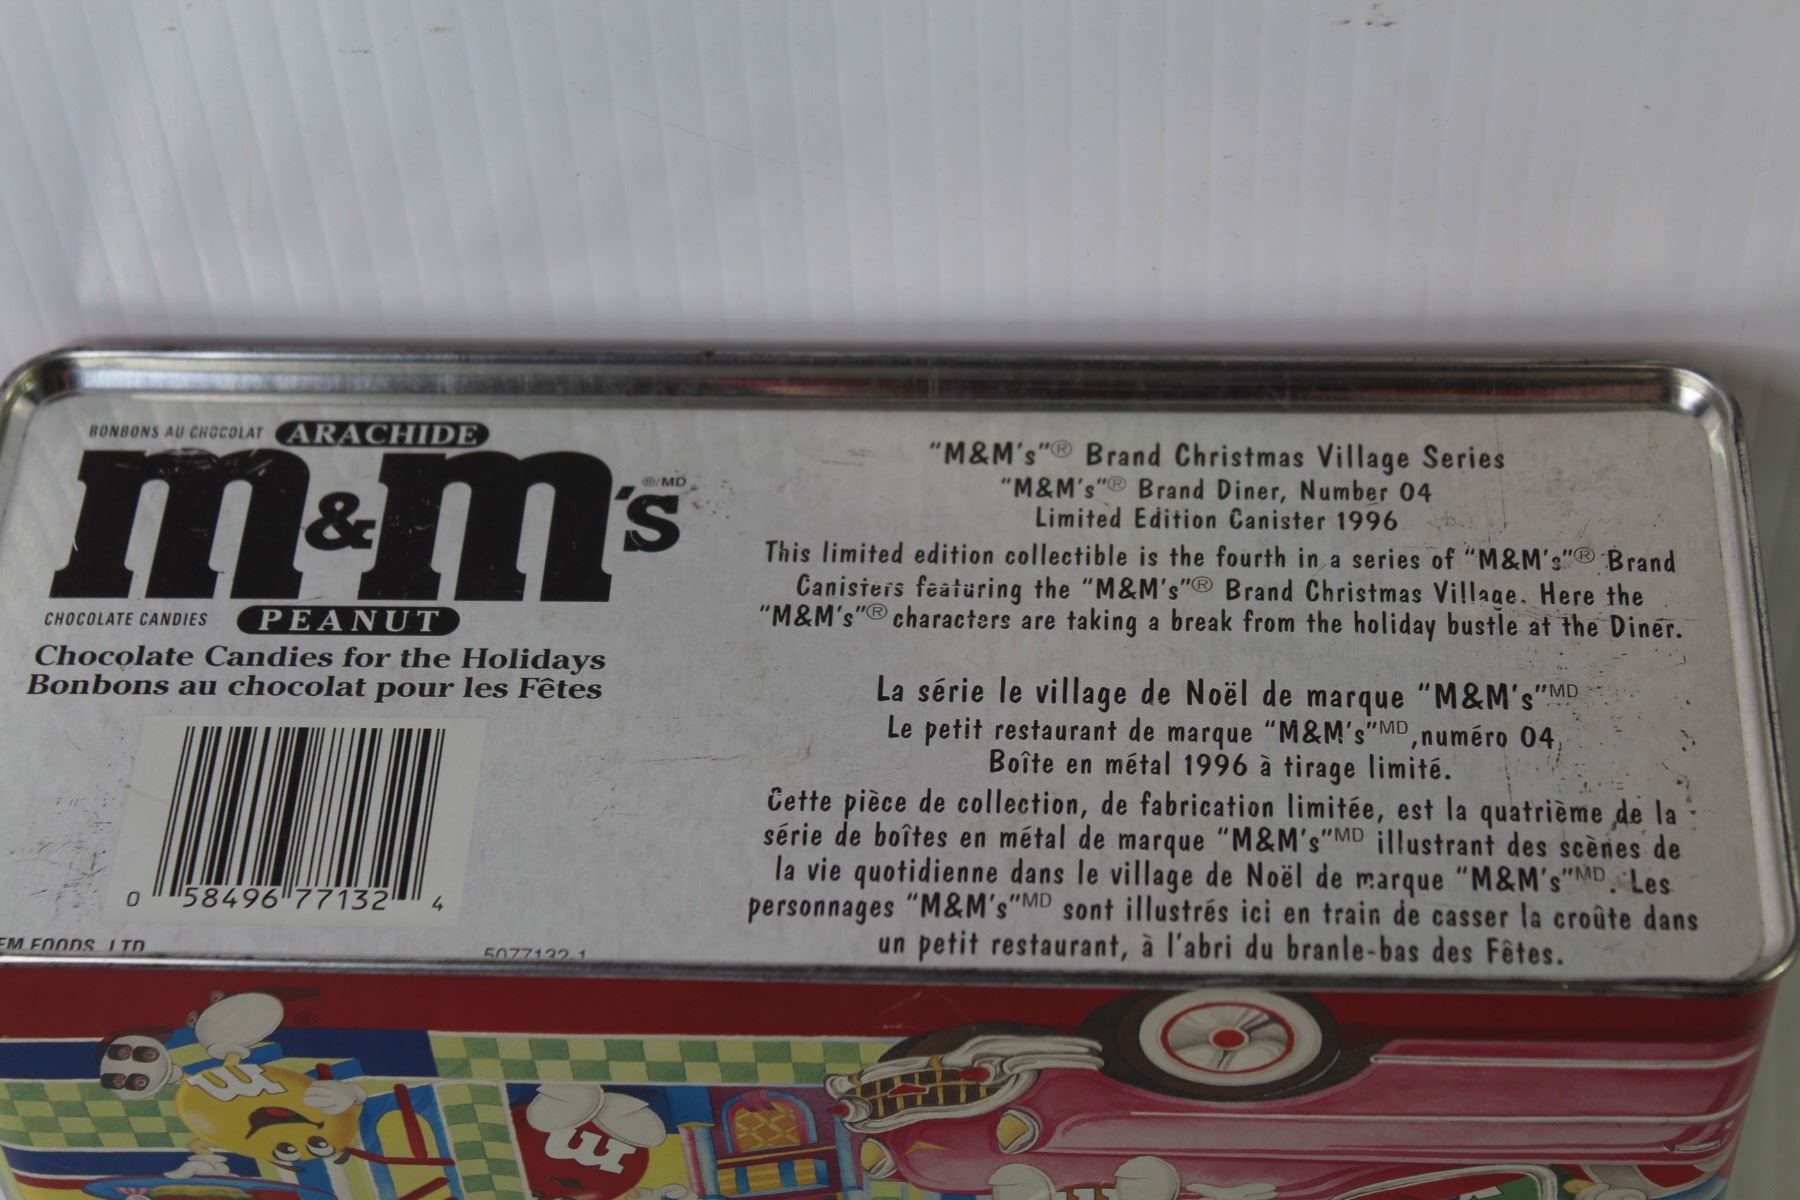 BONBONS AU CHOCOLAT ARACHIDE
m&m's ®/MD
CHOCOLATE CANDIES PEANUT
Chocolate Candies for the Holidays
Bonbons au chocolat pour les Fêtes
0 58496 77132 4
EM FOODS LTD
5077132-1
"M&M's"® Brand Christmas Village Series
"M&M's"® Brand Diner, Number 04
Limited Edition Canister 1996
This limited edition collectible is the fourth in a series of "M&M's"® Brand
Canisters featuring the "M&M's"® Brand Christmas Village. Here the
"M&M's"® characters are taking a break from the holiday bustle at the Diner.
La série le village de Noël de marque "M&M's"MD
Le petit restaurant de marque "M&M's"MD, numéro 04,
Boîte en métal 1996 à tirage limité.
Cette pièce de collection, de fabrication limitée, est la quatrième de la
série de boîtes en métal de marque "M&M's"MD illustrant des scènes de
la vie quotidienne dans le village de Noël de marque "M&M's"MD. Les
personnages "M&M's"MD sont illustrés ici en train de casser la croûte dans
un petit restaurant, à l'abri du branle-bas des Fêtes.
m
m
m